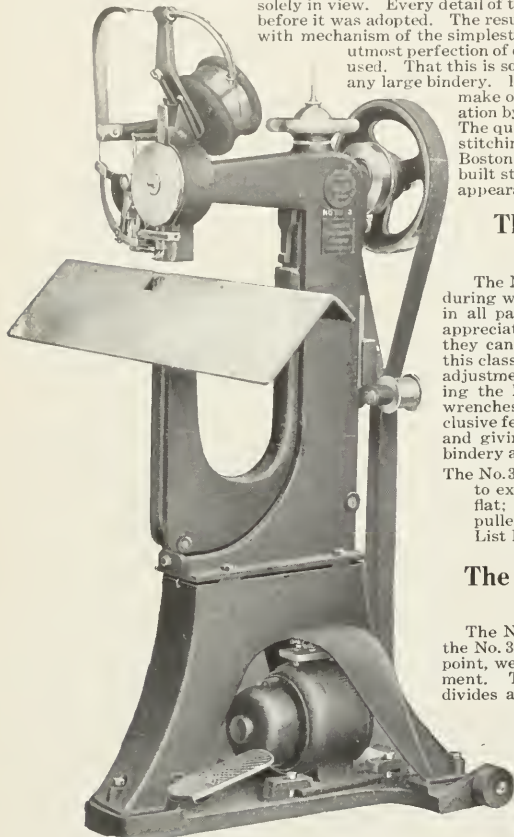 solely in view. Every detail of t
before it was adopted. The resu
with mechanism of the simplest
utmost perfection of
used. That this is so
any large bindery. I
make o
ation by
The qu
stitchin
Boston
built st
appeara
Th
The N
during w
in all pa
appreciat
they can
this class
adjustme
ing the
wrenches
clusive fe
and givin
bindery a
The No. 3
to ex
flat;
pulle
List
The
The N
the No. 3
point, we
ment. T
divides a